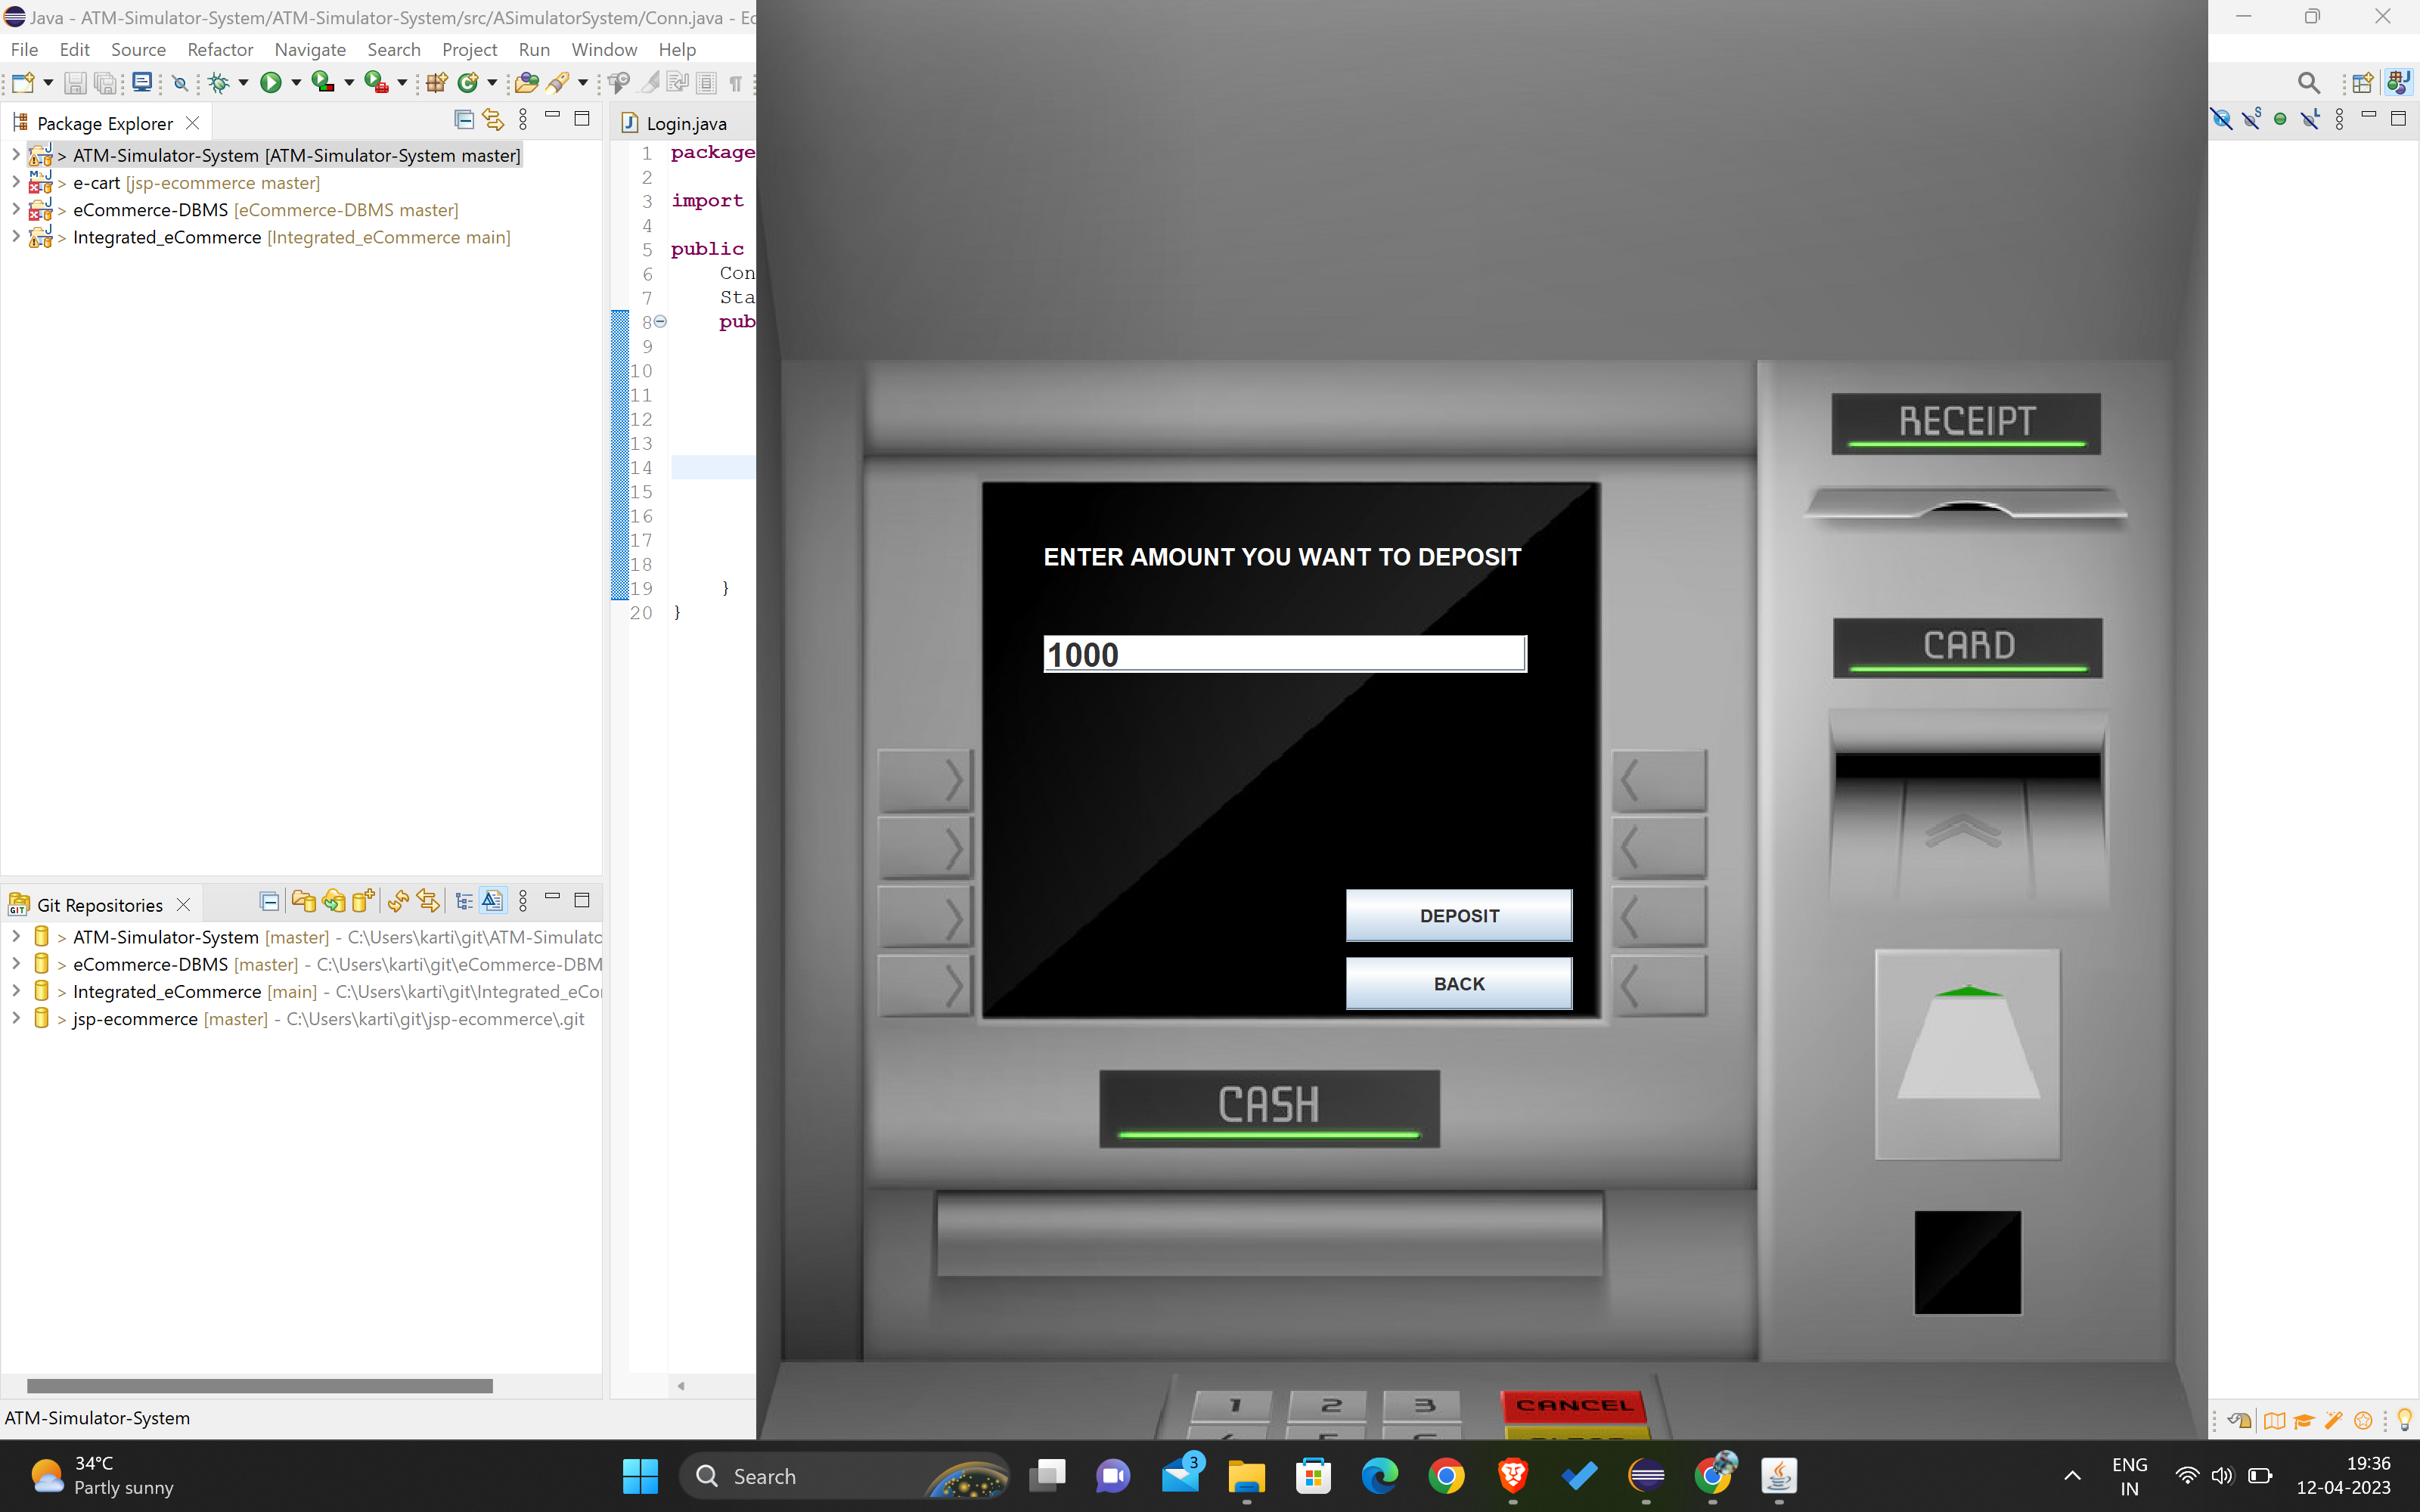 Java - ATM-Simulator-System/ATM-Simulator-System/src/ASimulatorSystem/Conn.java - Ec
File Edit Source Refactor Navigate Search Project Run Window Help
Package Explorer
> ATM-Simulator-System [ATM-Simulator-System master]
> e-cart [jsp-ecommerce master]
> eCommerce-DBMS [eCommerce-DBMS master]
> Integrated_eCommerce [Integrated_eCommerce main]
Login.java
1 package
2
3 import
4
5 public
6 Con
7 Sta
8 pub
9
10
11
12
13
14
15
16
17
18
19 }
20 }
Git Repositories
> ATM-Simulator-System [master] - C:\Users\karti\git\ATM-Simulato
> eCommerce-DBMS [master] - C:\Users\karti\git\eCommerce-DBM
> Integrated_eCommerce [main] - C:\Users\karti\git\Integrated_eCo
> jsp-ecommerce [master] - C:\Users\karti\git\jsp-ecommerce\.git
ATM-Simulator-System
RECEIPT
ENTER AMOUNT YOU WANT TO DEPOSIT
1000
CARD
DEPOSIT
BACK
CASH
1 2 3 CANCEL
34°C
Partly sunny
Search
3
ENG
IN
19:36
12-04-2023